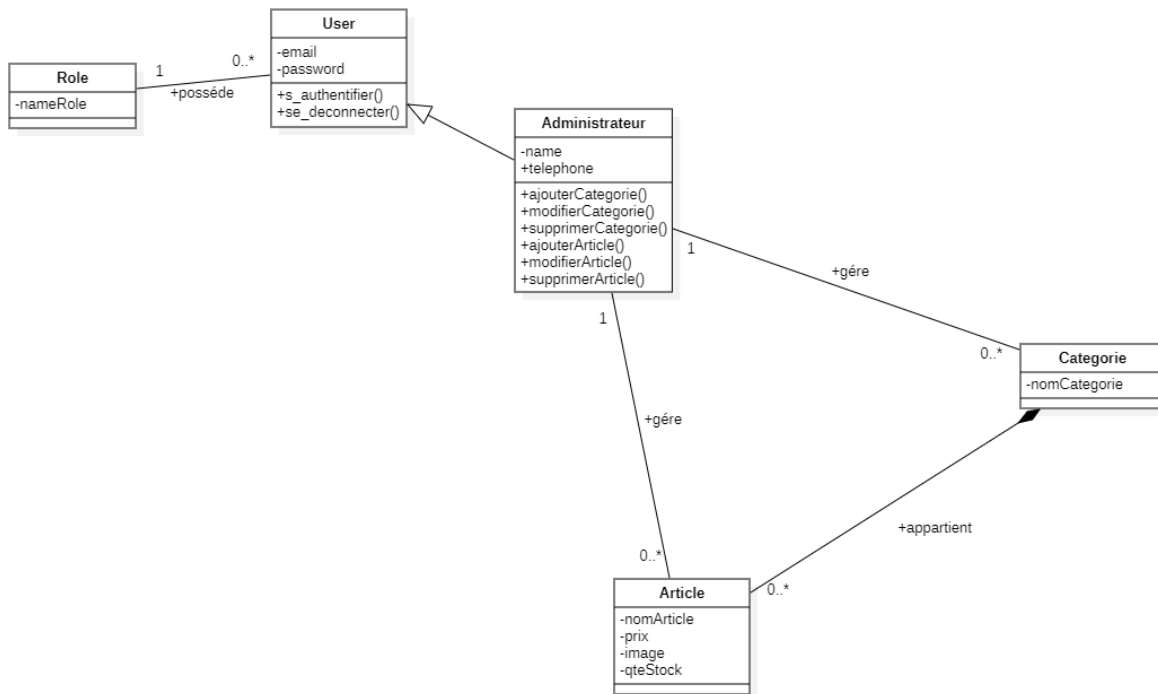 User
-email
-password
+s_authentifier()
+se_deconnecter()
0..*
1
+posséde
Role
-nameRole
Administrateur
-name
+telephone
+ajouterCategorie()
+modifierCategorie()
+supprimerCategorie()
+ajouterArticle()
+modifierArticle()
+supprimerArticle()
1
+gére
0..*
1
+gére
0..*
Categorie
-nomCategorie
+appartient
0..*
Article
-nomArticle
-prix
-image
-qteStock